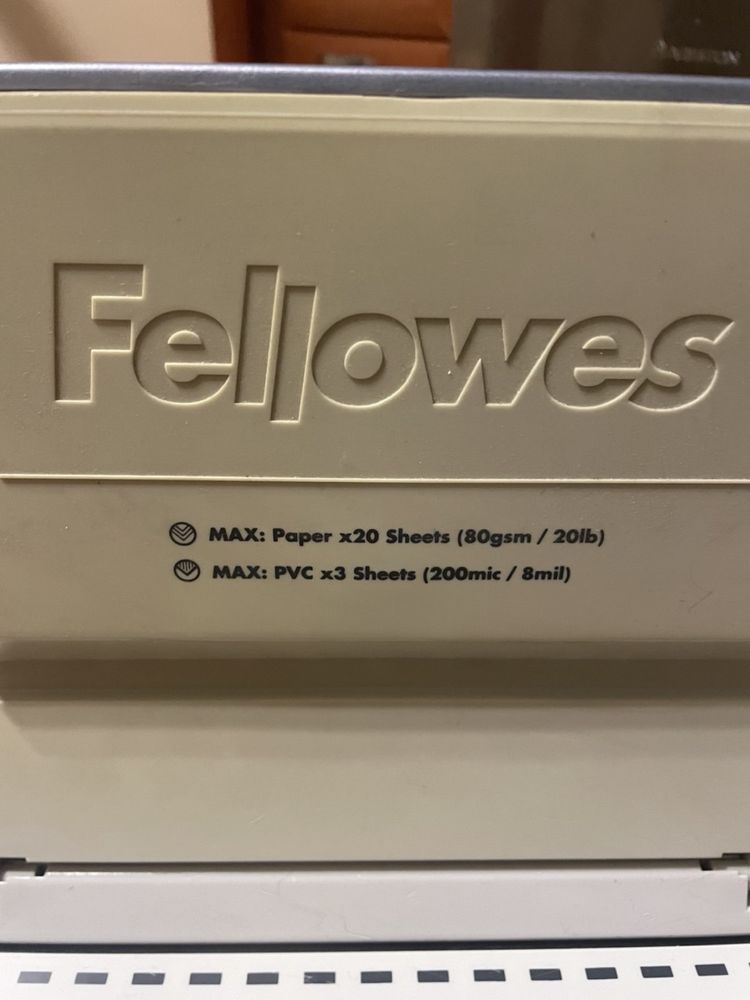 Fellowes
MAX: Paper x20 Sheets (80gsm / 20lb)
MAX: PVC x3 Sheets (200mic / 8mil)